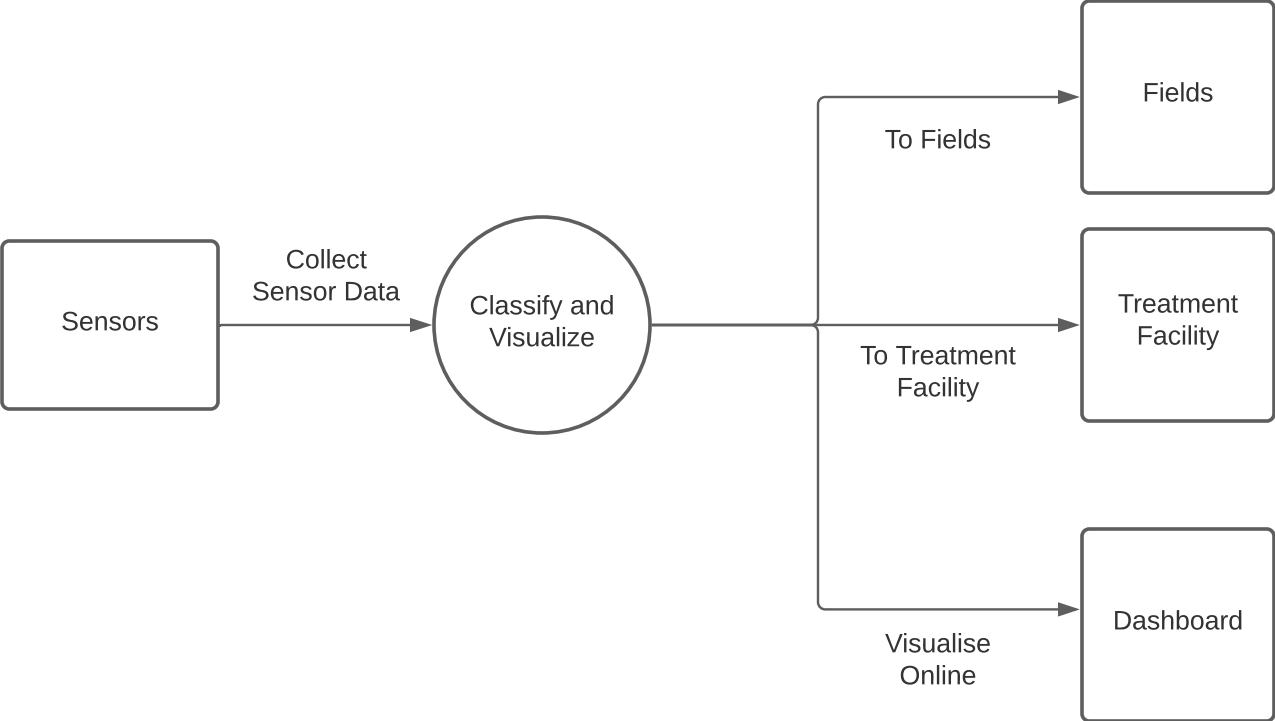 Sensors
Collect
Sensor Data
Classify and
Visualize
To Fields
Fields
To Treatment
Facility
Treatment
Facility
Visualise
Online
Dashboard